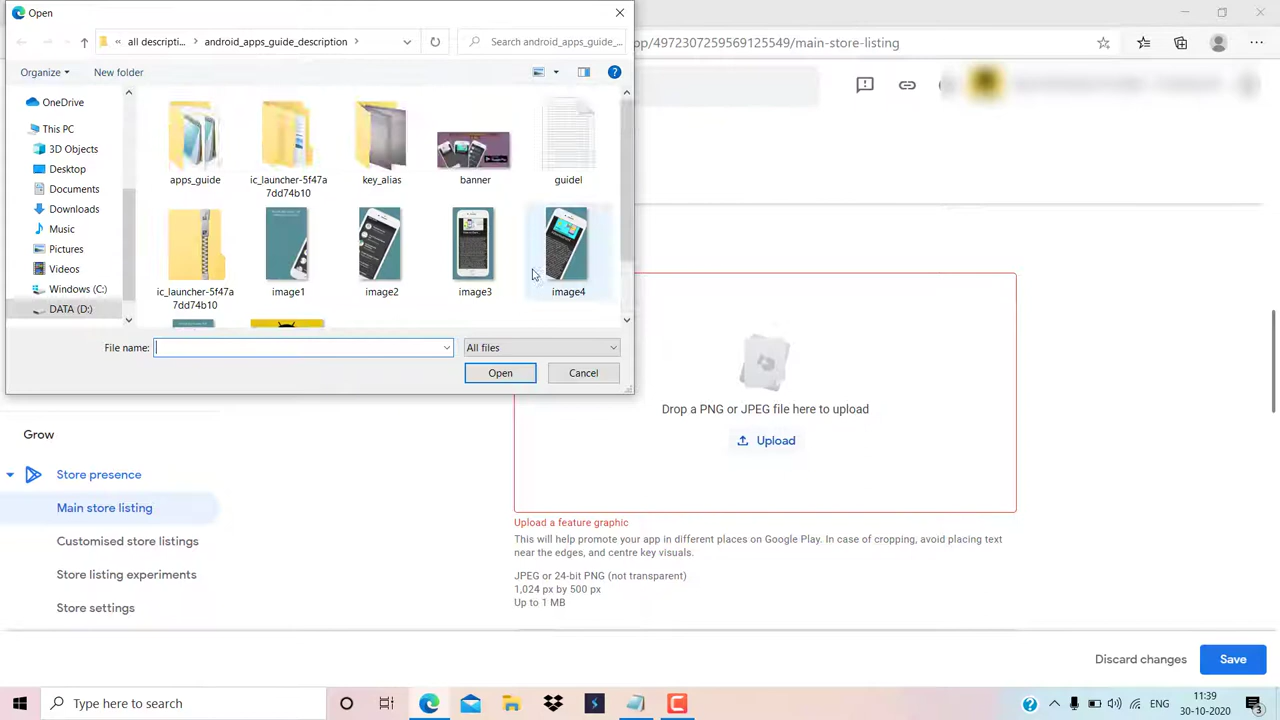 Open
all descripti...
android_apps_guide_description
Search android_apps_guide_...
pp/4972307259569125549/main-store-listing
Organize
New folder
OneDrive
This PC
3D Objects
Desktop
Documents
Downloads
Music
Pictures
Videos
Windows (C:)
DATA (D:)
apps_guide
ic_launcher-5f47a
7dd74b10
key_alias
banner
guidel
ic_launcher-5f47a
7dd74b10
image1
image2
image3
image4
File name:
All files
Open
Cancel
Drop a PNG or JPEG file here to upload
Upload
Upload a feature graphic
This will help promote your app in different places on Google Play. In case of cropping, avoid placing text
near the edges, and centre key visuals.
JPEG or 24-bit PNG (not transparent)
1,024 px by 500 px
Up to 1 MB
Grow
Store presence
Main store listing
Customised store listings
Store listing experiments
Store settings
Discard changes
Save
Type here to search
ENG
11:39
30-10-2020
3